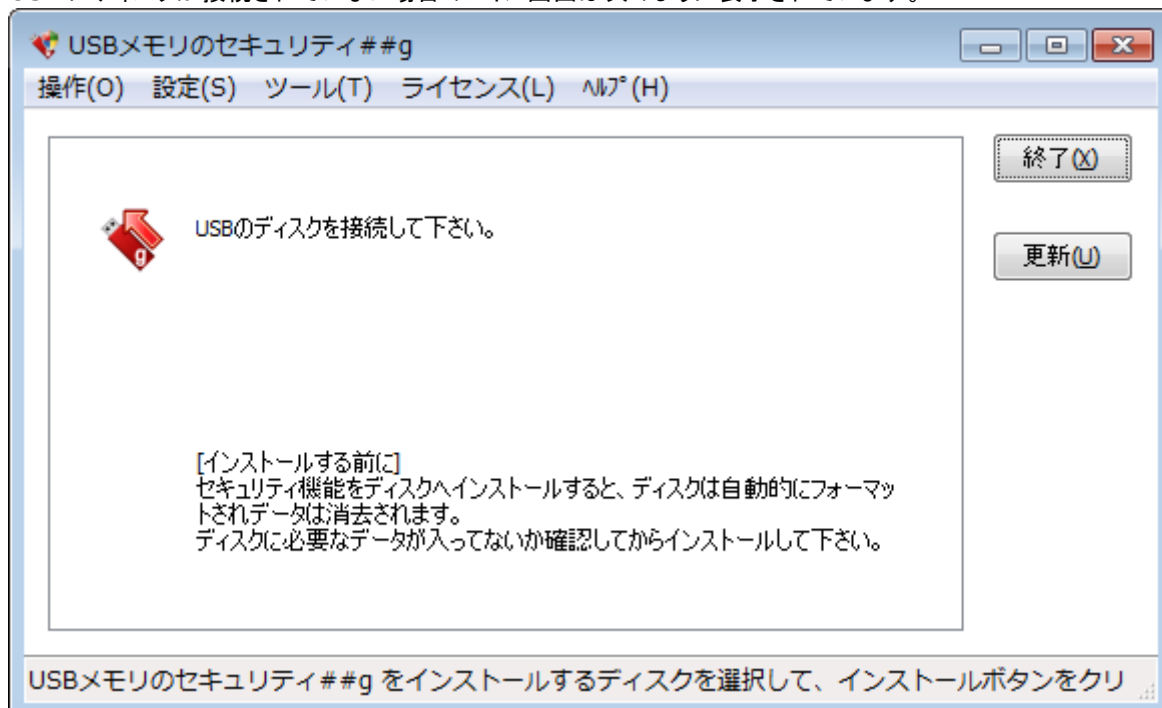 USBメモリのセキュリティ##g
操作(O) 設定(S) ツール(T) ライセンス(L) ﾍﾙﾌﾟ(H)
終了(X)
USBのディスクを接続して下さい。
更新(U)
[インストールする前に]
セキュリティ機能をディスクへインストールすると、ディスクは自動的にフォーマッ
トされデータは消去されます。
ディスクに必要なデータが入ってないか確認してからインストールして下さい。
USBメモリのセキュリティ##g をインストールするディスクを選択して、インストールボタンをクリ